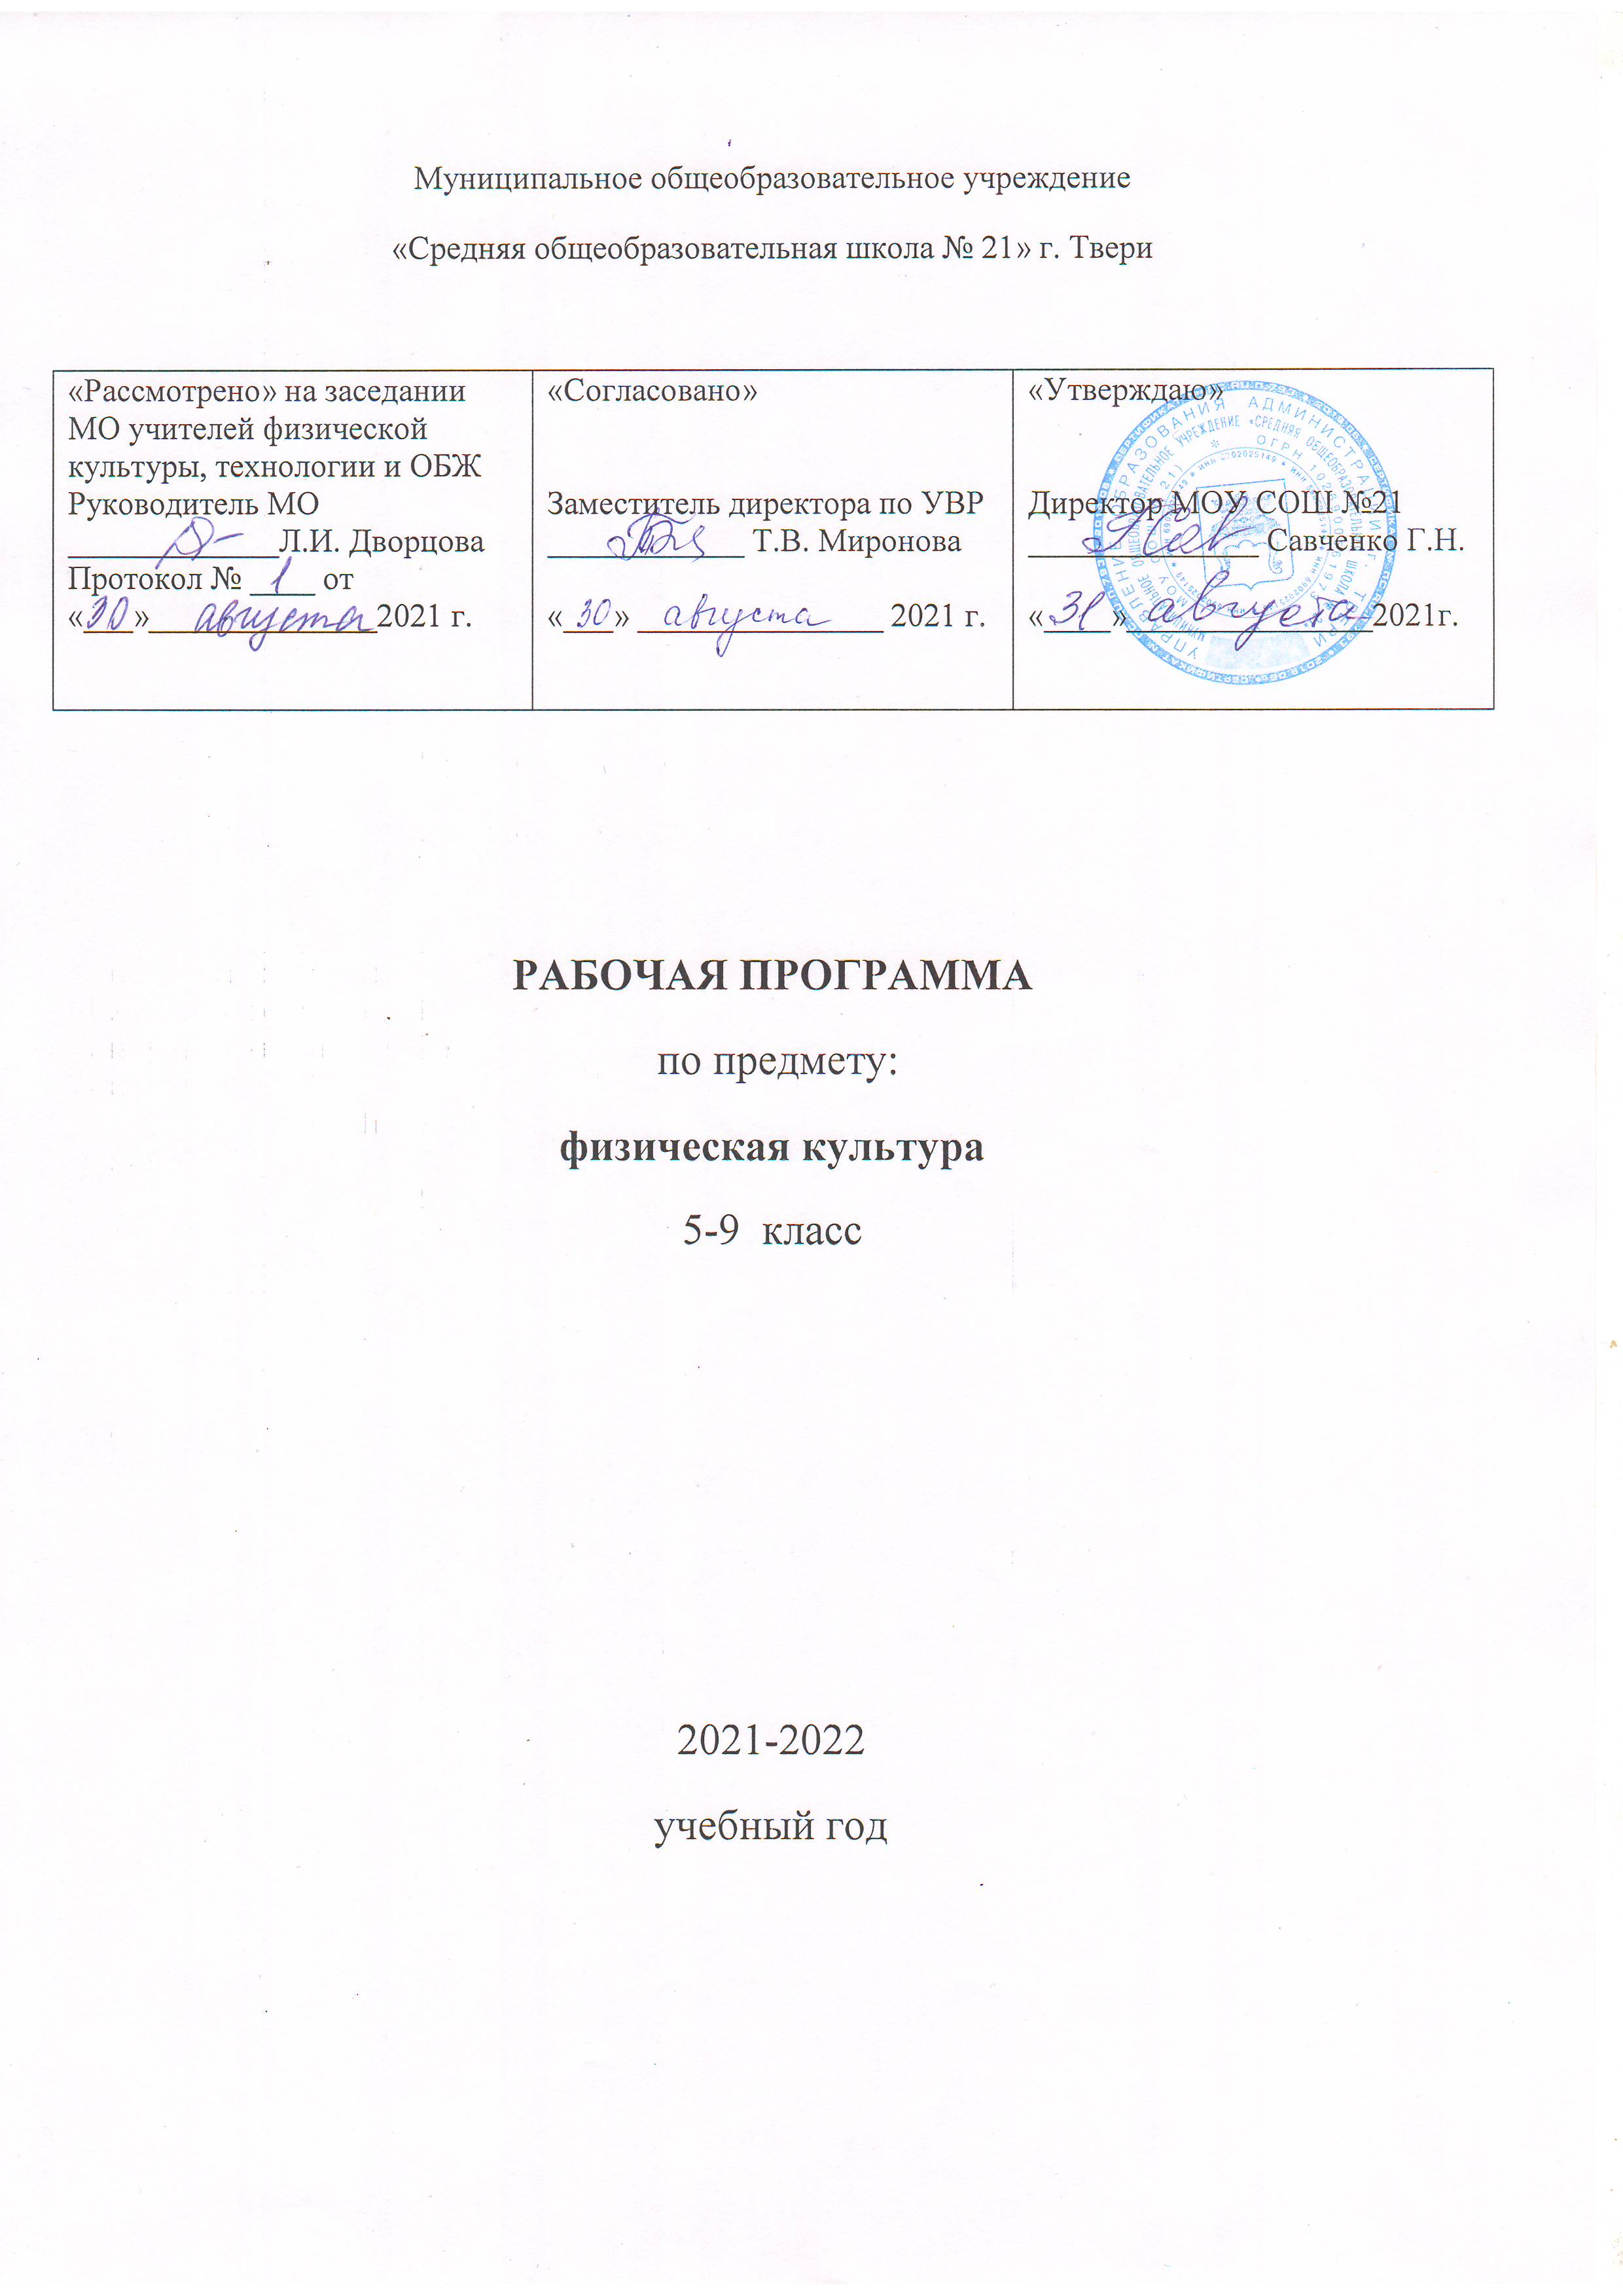 Муниципальное общеобразовательное учреждение
«Средняя общеобразовательная школа № 21» г. Твери
«Рассмотрено» на заседании
МО учителей физической
культуры, технологии и ОБЖ
Руководитель МО
Л.И. Дворцова
Протокол № 1 от
«30» августа 2021 г.
«Согласовано»
Заместитель директора по УВР
Т.В. Миронова
«30» августа 2021 г.
«Утверждаю»
Директор МОУ СОШ №21
Савченко Г.Н.
«31» августа 2021г.
РАБОЧАЯ ПРОГРАММА
по предмету:
физическая культура
5-9 класс
2021-2022
учебный год